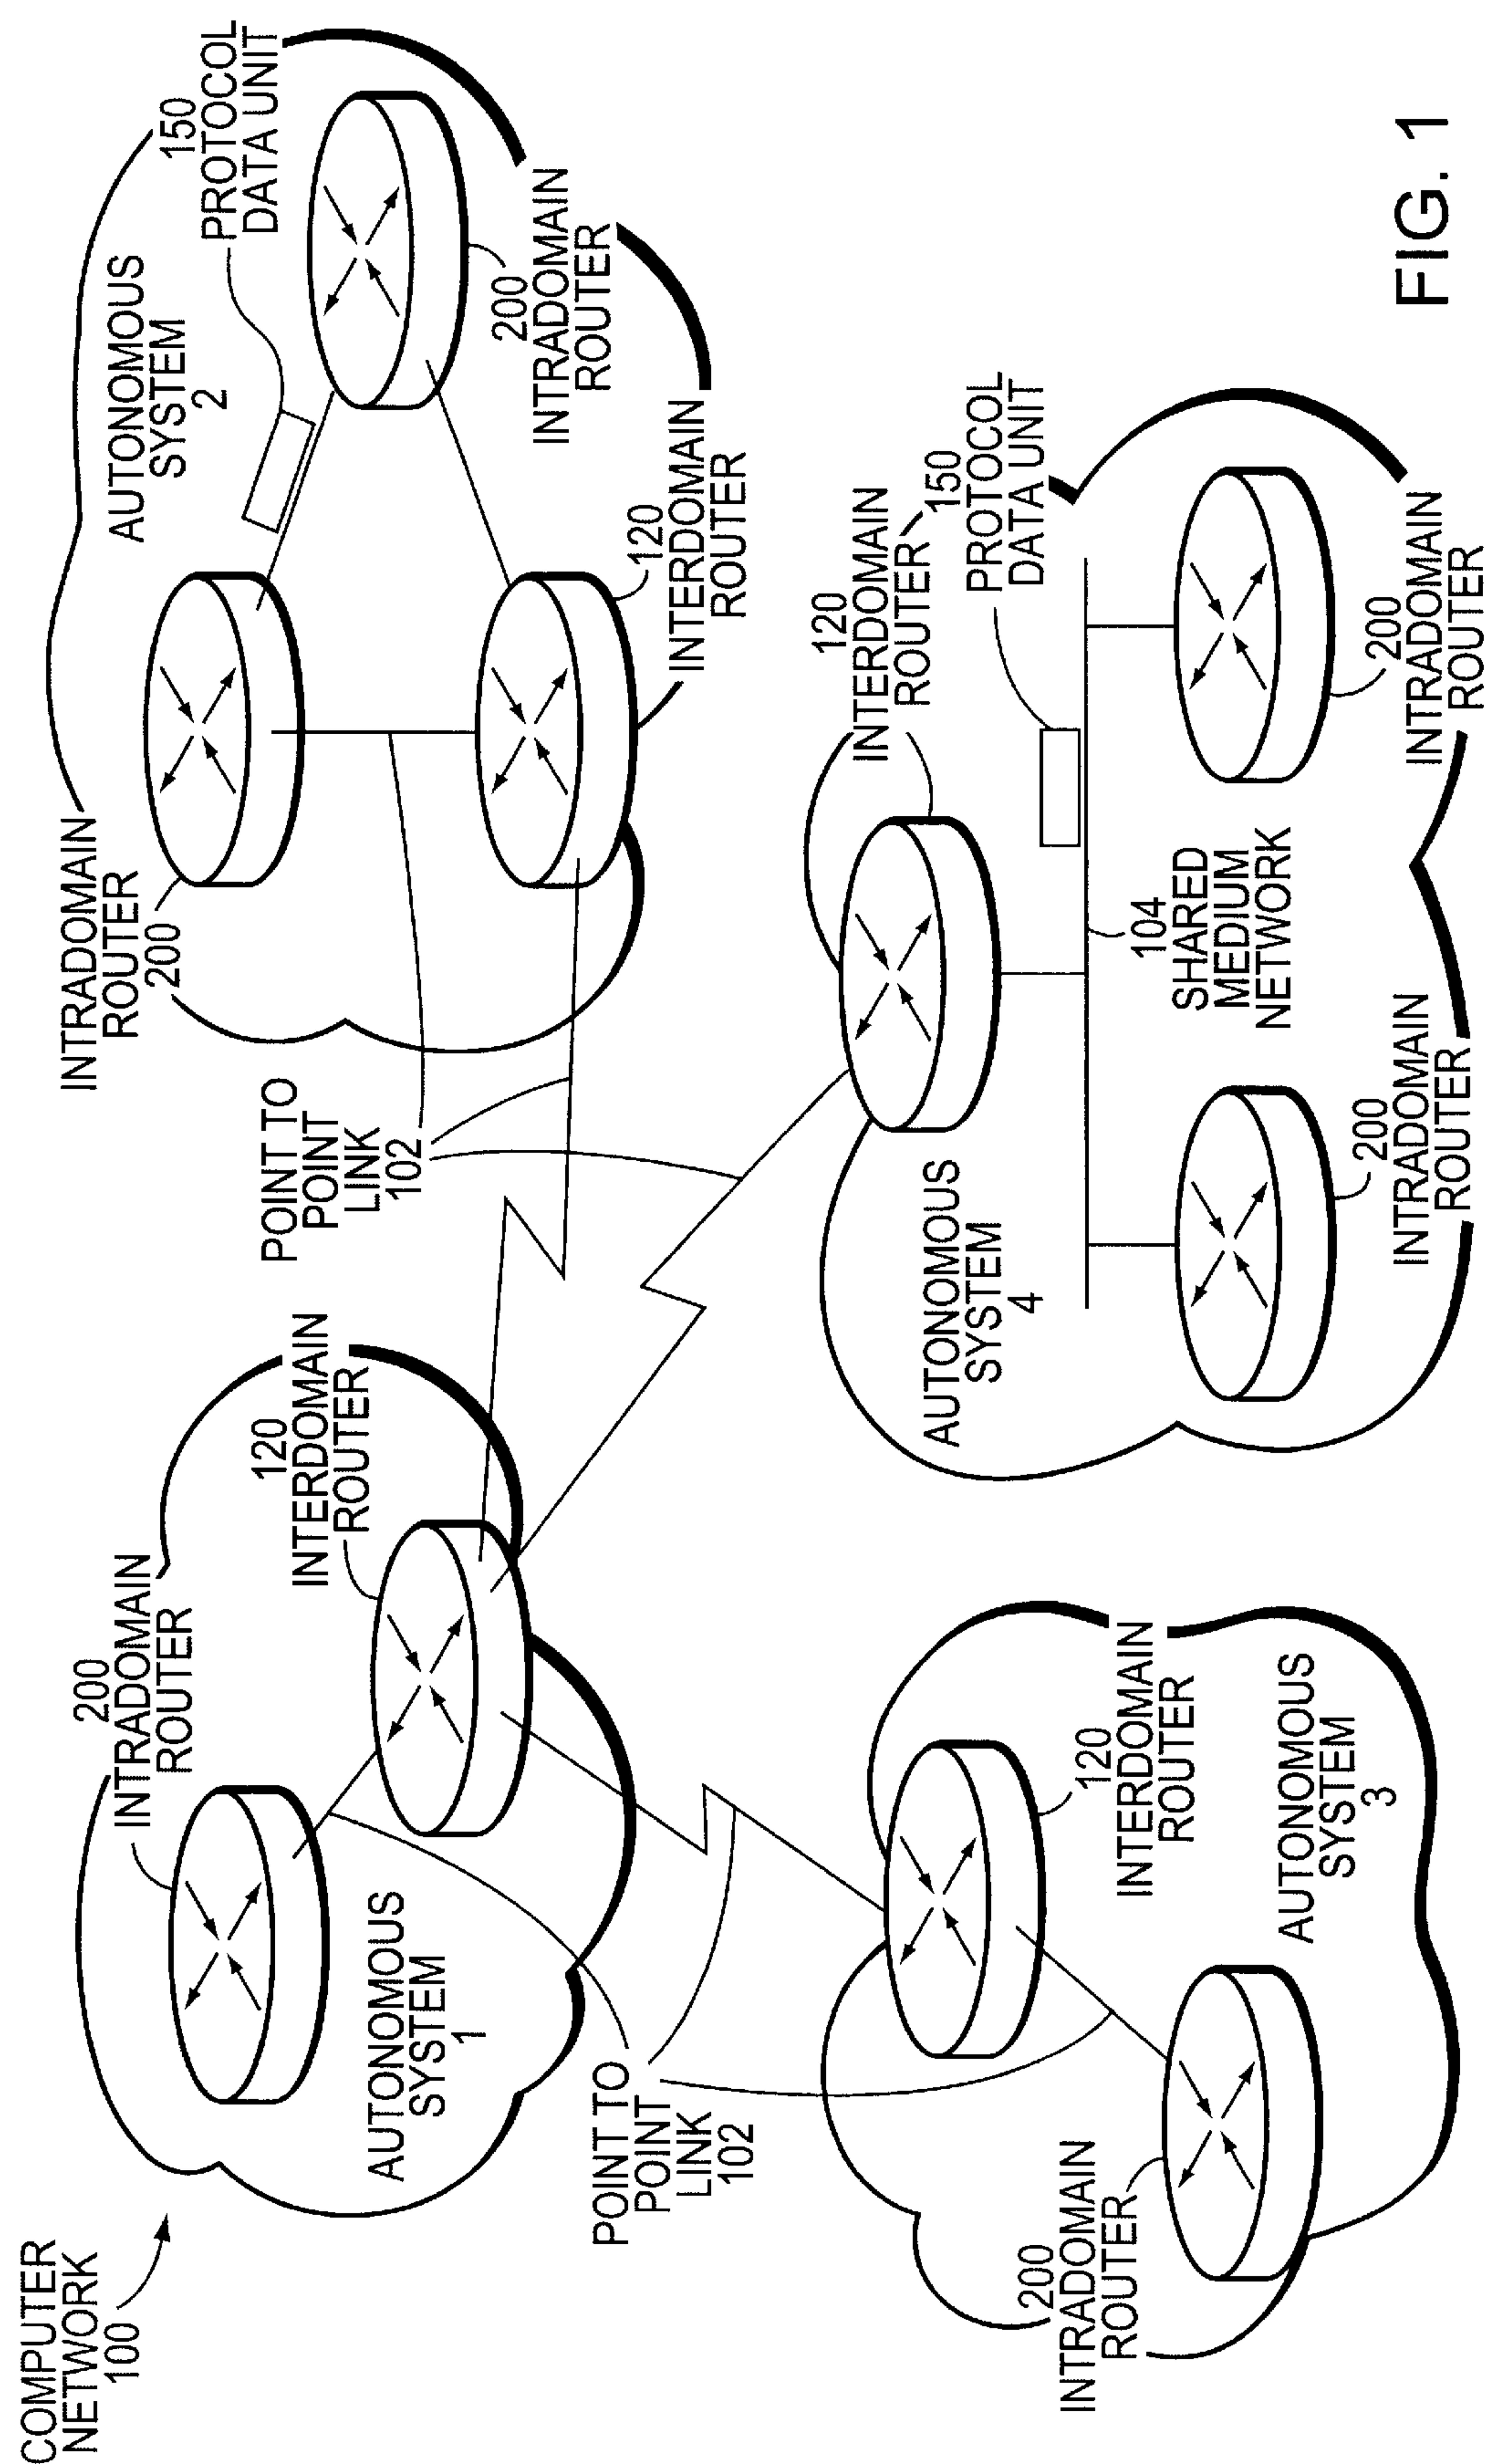 COMPUTER
NETWORK
100
200
INTRADOMAIN
ROUTER
120
INTERDOMAIN
ROUTER
AUTONOMOUS
SYSTEM
1
POINT TO
POINT
LINK
102
INTRADOMAIN
ROUTER
200
AUTONOMOUS
SYSTEM
2
150
PROTOCOL
DATA UNIT
200
INTRADOMAIN
ROUTER
120
INTERDOMAIN
ROUTER
POINT TO
POINT
LINK
102
200
INTRADOMAIN
ROUTER
120
INTERDOMAIN
ROUTER
AUTONOMOUS
SYSTEM
3
120
INTERDOMAIN
ROUTER
150
PROTOCOL
DATA UNIT
AUTONOMOUS
SYSTEM
4
104
SHARED
MEDIUM
NETWORK
200
INTRADOMAIN
ROUTER
200
INTRADOMAIN
ROUTER
FIG. 1